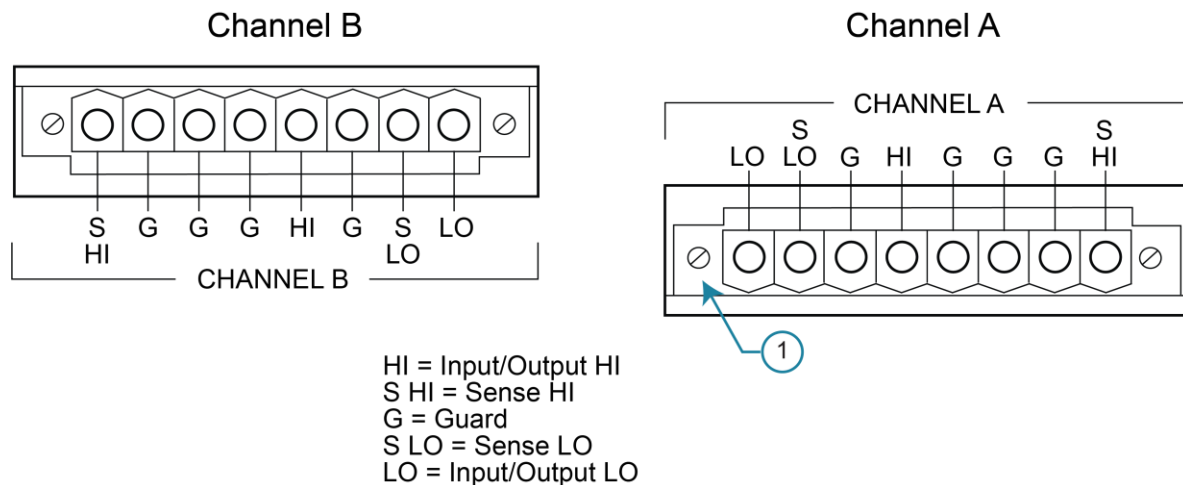 Channel B
Channel A
CHANNEL A
LO S LO G HI G G G S HI
S HI G G G HI G S LO LO
CHANNEL B
1
HI = Input/Output HI
S HI = Sense HI
G = Guard
S LO = Sense LO
LO = Input/Output LO